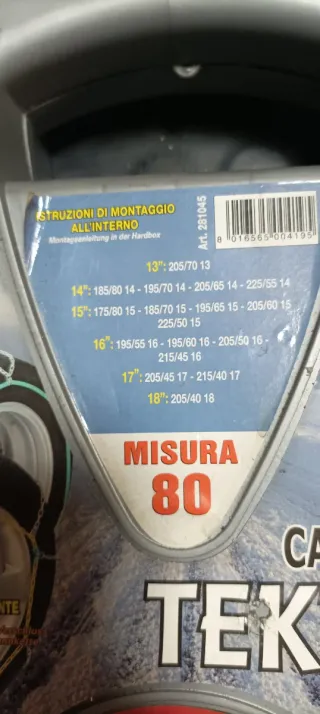 ISTRUZIONI DI MONTAGGIO
ALL'INTERNO
Montageanleitung in der Hardbox
Art. 281045
8 016565 004195
13": 205/70 13
14": 185/80 14 - 195/70 14 - 205/65 14 - 225/55 14
15": 175/80 15 - 185/70 15 - 195/65 15 - 205/60 15
225/50 15
16": 195/55 16 - 195/60 16 - 205/50 16 -
215/45 16
17": 205/45 17 - 215/40 17
18": 205/40 18
MISURA
80
CA
TEK
NTE